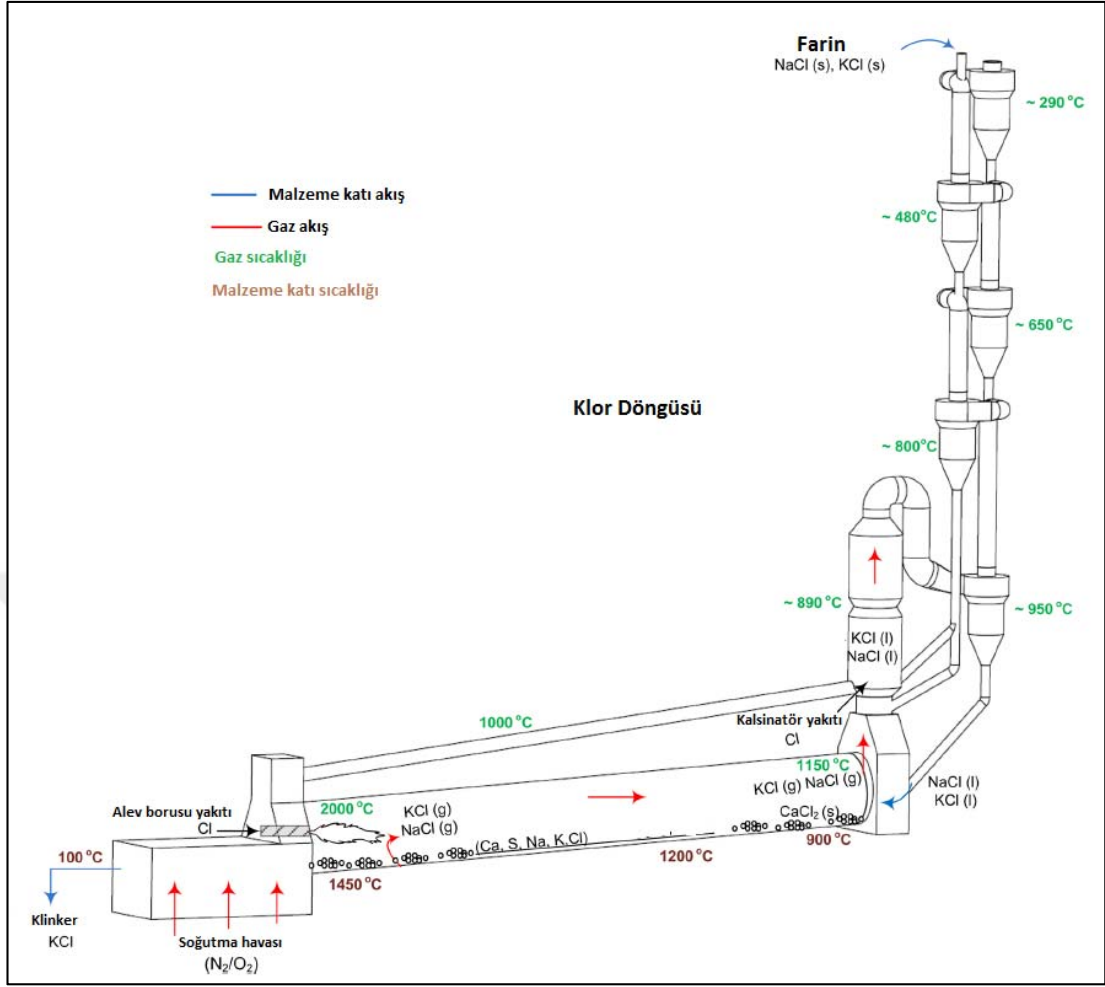 Farin
NaCl (s), KCl (s)
~ 290 °C
Malzeme katı akış
~ 480°C
Gaz akış
Gaz sıcaklığı
Malzeme katı sıcaklığı
~ 650 °C
Klor Döngüsü
~ 800°C
~ 890 °C
~ 950 °C
KCl (l)
NaCl (l)
1000 °C
Kalsinatör yakıtı
Cl
1150 °C
KCl (g) NaCl (g)
NaCl (l)
KCl (l)
Alev borusu yakıtı
Cl
2000 °C
KCl (g)
NaCl (g)
CaCl₂ (s)
(Ca, S, Na, K.Cl)
100 °C
1450 °C
1200 °C
900 °C
Klinker
KCl
Soğutma havası
(N₂/O₂)